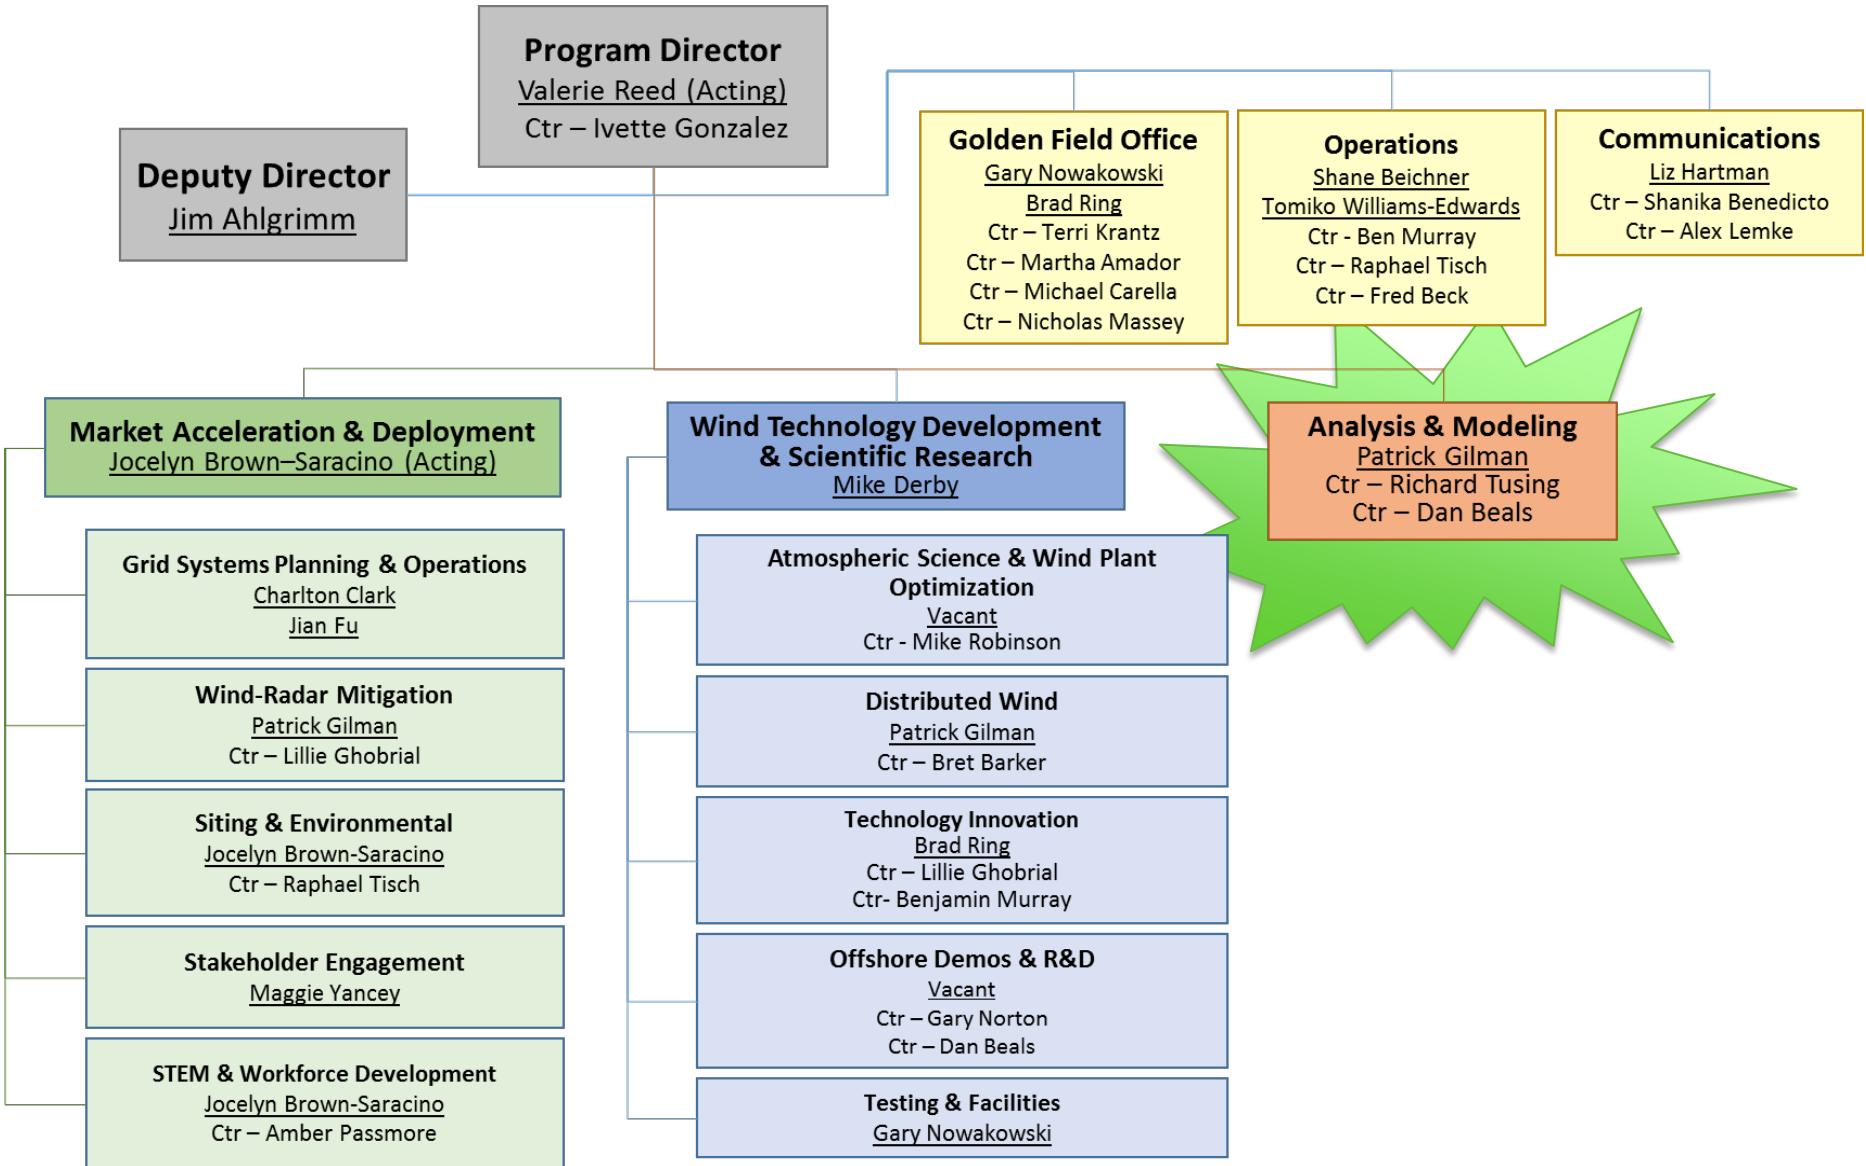 Program Director
Valerie Reed (Acting)
Ctr – Ivette Gonzalez
Deputy Director
Jim Ahlgrimm
Golden Field Office
Gary Nowakowski
Brad Ring
Ctr – Terri Krantz
Ctr – Martha Amador
Ctr – Michael Carella
Ctr – Nicholas Massey
Operations
Shane Beichner
Tomiko Williams-Edwards
Ctr - Ben Murray
Ctr – Raphael Tisch
Ctr – Fred Beck
Communications
Liz Hartman
Ctr – Shanika Benedicto
Ctr – Alex Lemke
Market Acceleration & Deployment
Jocelyn Brown–Saracino (Acting)
Grid Systems Planning & Operations
Charlton Clark
Jian Fu
Wind-Radar Mitigation
Patrick Gilman
Ctr – Lillie Ghobrial
Siting & Environmental
Jocelyn Brown-Saracino
Ctr – Raphael Tisch
Stakeholder Engagement
Maggie Yancey
STEM & Workforce Development
Jocelyn Brown-Saracino
Ctr – Amber Passmore
Wind Technology Development
& Scientific Research
Mike Derby
Atmospheric Science & Wind Plant
Optimization
Vacant
Ctr - Mike Robinson
Distributed Wind
Patrick Gilman
Ctr – Bret Barker
Technology Innovation
Brad Ring
Ctr – Lillie Ghobrial
Ctr- Benjamin Murray
Offshore Demos & R&D
Vacant
Ctr – Gary Norton
Ctr – Dan Beals
Testing & Facilities
Gary Nowakowski
Analysis & Modeling
Patrick Gilman
Ctr – Richard Tusing
Ctr – Dan Beals